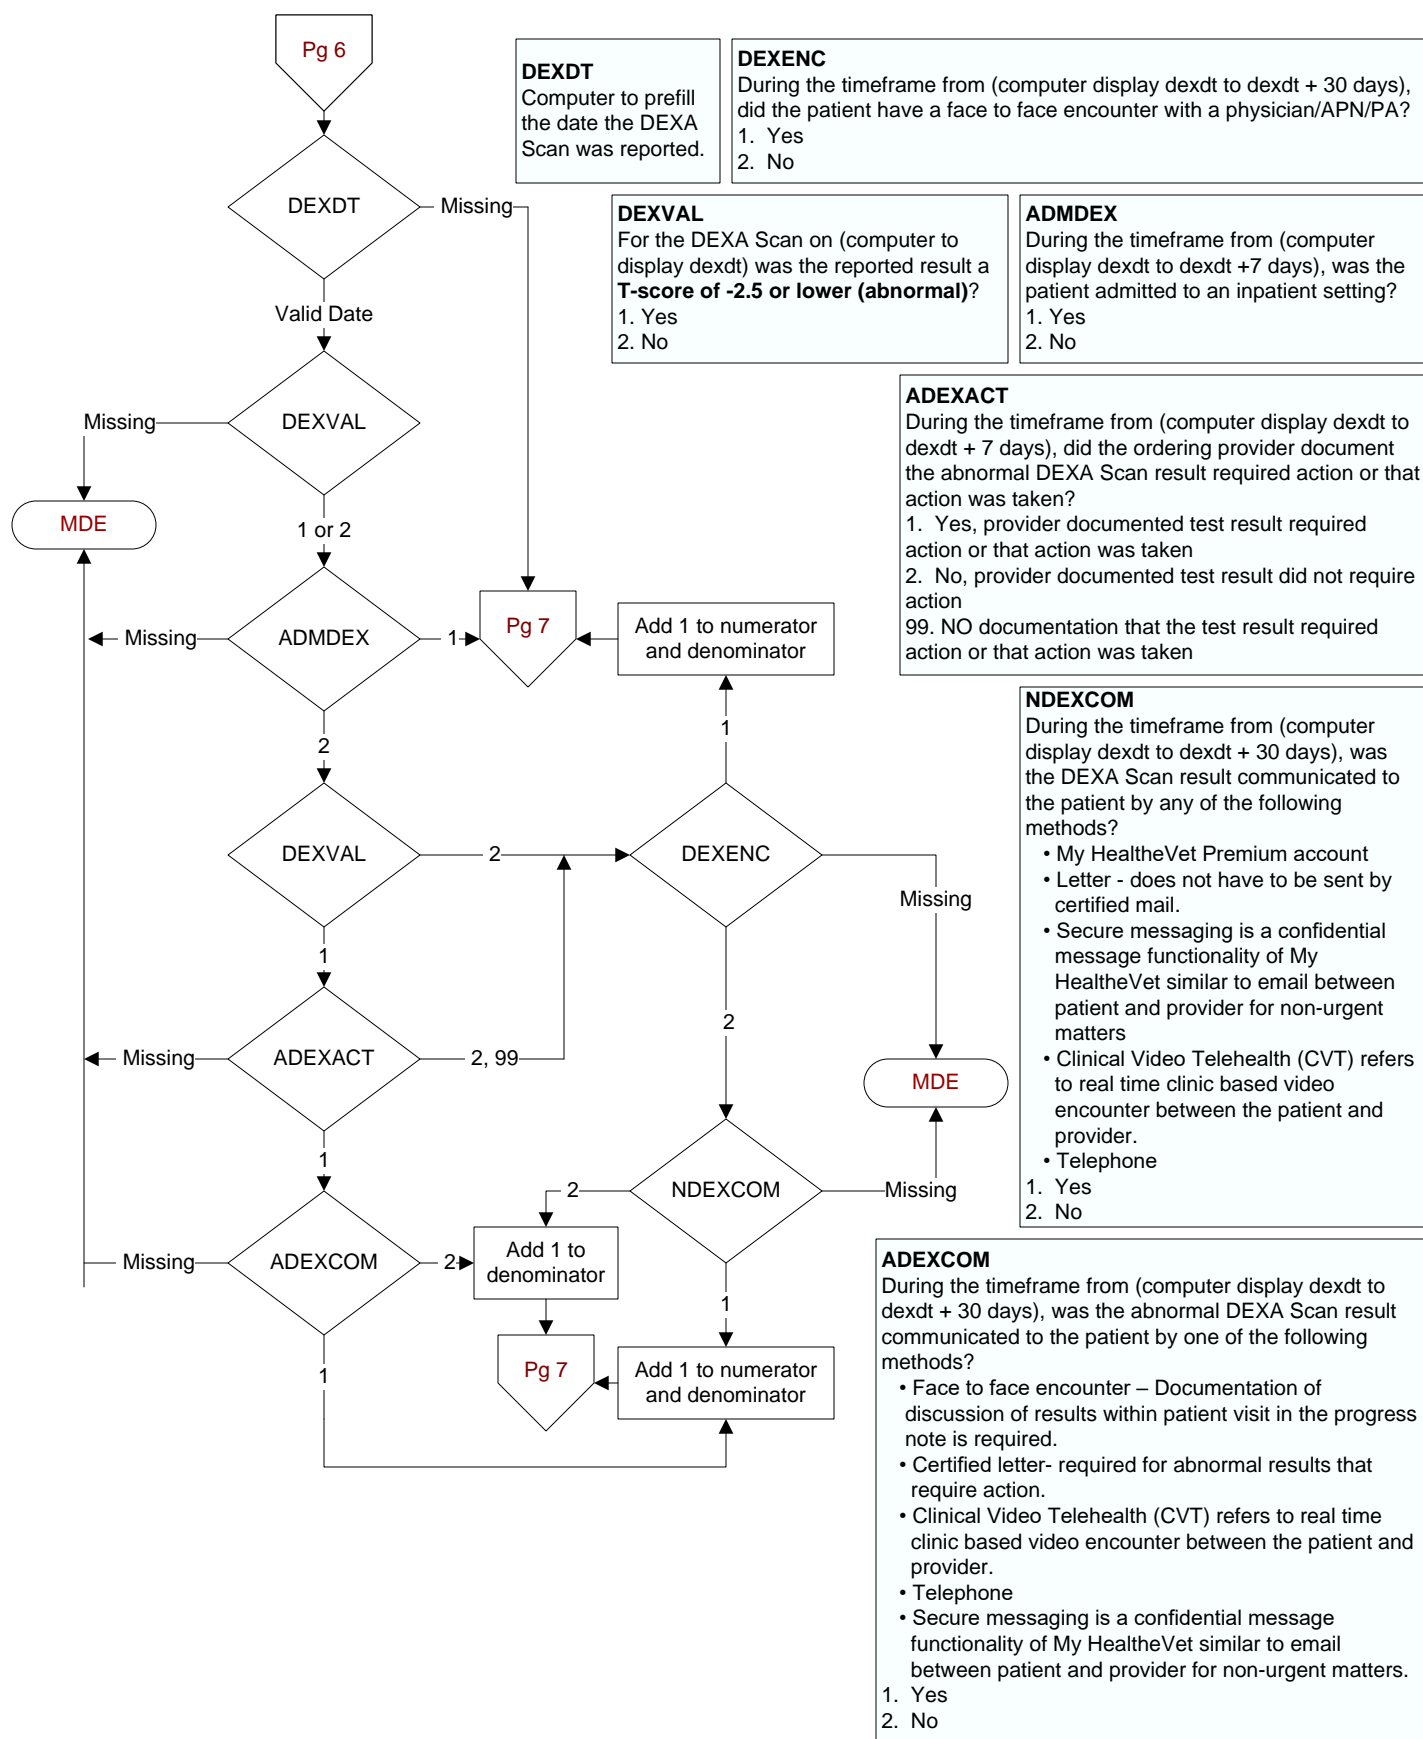 Pg 6
DEXDT
Computer to prefill
the date the DEXA
Scan was reported.
DEXENC
During the timeframe from (computer display dexdt to dexdt + 30 days),
did the patient have a face to face encounter with a physician/APN/PA?
1. Yes
2. No
DEXDT
Missing
Valid Date
DEXVAL
For the DEXA Scan on (computer to
display dexdt) was the reported result a
T-score of -2.5 or lower (abnormal)?
1. Yes
2. No
ADMDEX
During the timeframe from (computer
display dexdt to dexdt +7 days), was the
patient admitted to an inpatient setting?
1. Yes
2. No
Missing
DEXVAL
MDE
1 or 2
ADEXACT
During the timeframe from (computer display dexdt to
dexdt + 7 days), did the ordering provider document
the abnormal DEXA Scan result required action or that
action was taken?
1. Yes, provider documented test result required
action or that action was taken
2. No, provider documented test result did not require
action
99. NO documentation that the test result required
action or that action was taken
Missing
ADMDEX
1
Pg 7
Add 1 to numerator
and denominator
2
1
NDEXCOM
During the timeframe from (computer
display dexdt to dexdt + 30 days), was
the DEXA Scan result communicated to
the patient by any of the following
methods?
• My HealtheVet Premium account
• Letter - does not have to be sent by
certified mail.
• Secure messaging is a confidential
message functionality of My
HealtheVet similar to email between
patient and provider for non-urgent
matters
• Clinical Video Telehealth (CVT) refers
to real time clinic based video
encounter between the patient and
provider.
• Telephone
1. Yes
2. No
DEXVAL
2
DEXENC
Missing
1
2
Missing
ADEXACT
2, 99
MDE
1
2
NDEXCOM
Missing
Missing
ADEXCOM
2
Add 1 to
denominator
1
1
Pg 7
Add 1 to numerator
and denominator
ADEXCOM
During the timeframe from (computer display dexdt to
dexdt + 30 days), was the abnormal DEXA Scan result
communicated to the patient by one of the following
methods?
• Face to face encounter – Documentation of
discussion of results within patient visit in the progress
note is required.
• Certified letter- required for abnormal results that
require action.
• Clinical Video Telehealth (CVT) refers to real time
clinic based video encounter between the patient and
provider.
• Telephone
• Secure messaging is a confidential message
functionality of My HealtheVet similar to email
between patient and provider for non-urgent matters.
1. Yes
2. No